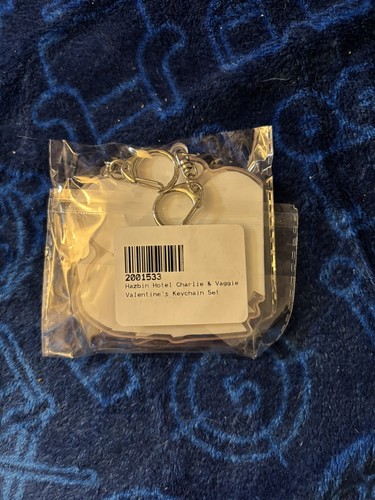 2001533
Hazbin Hotel Charlie & Vaggie
Valentine's Keychain Set